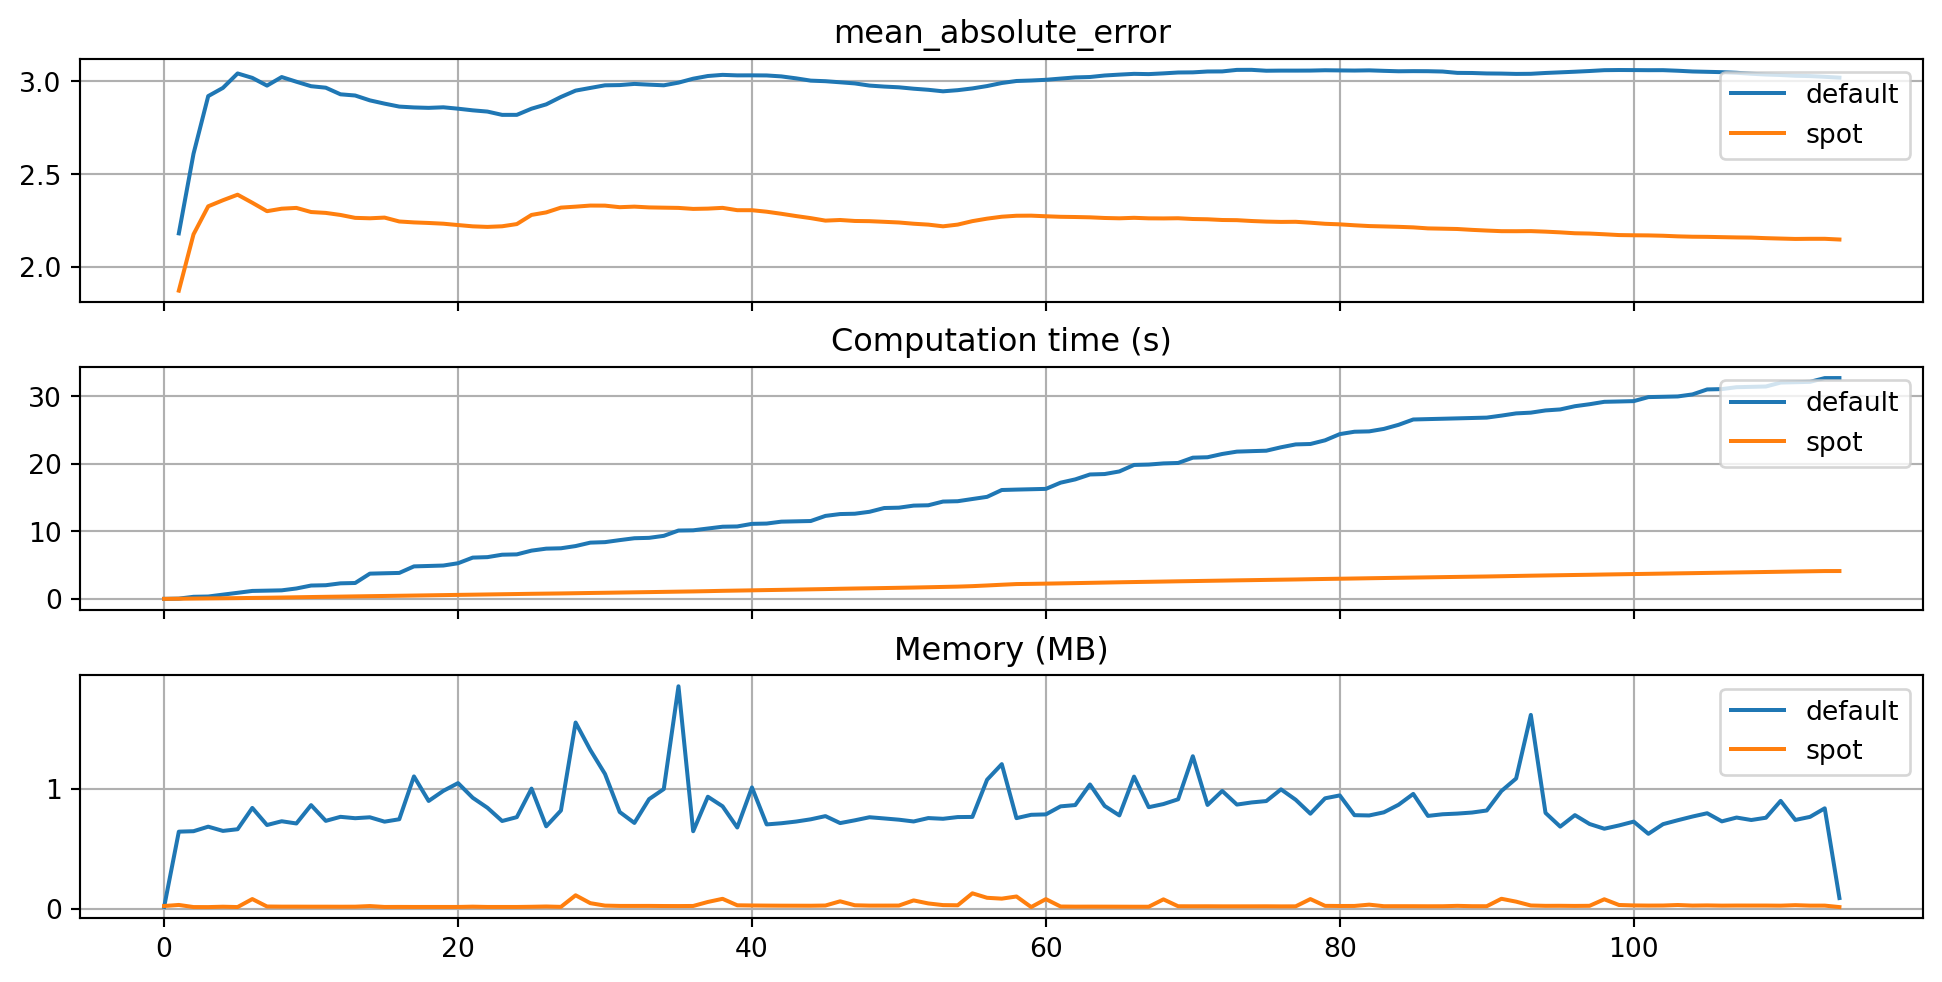 mean_absolute_error
3.0
2.5
2.0
default
spot
Computation time (s)
30
20
10
0
default
spot
Memory (MB)
1
0
default
spot
0 20 40 60 80 100